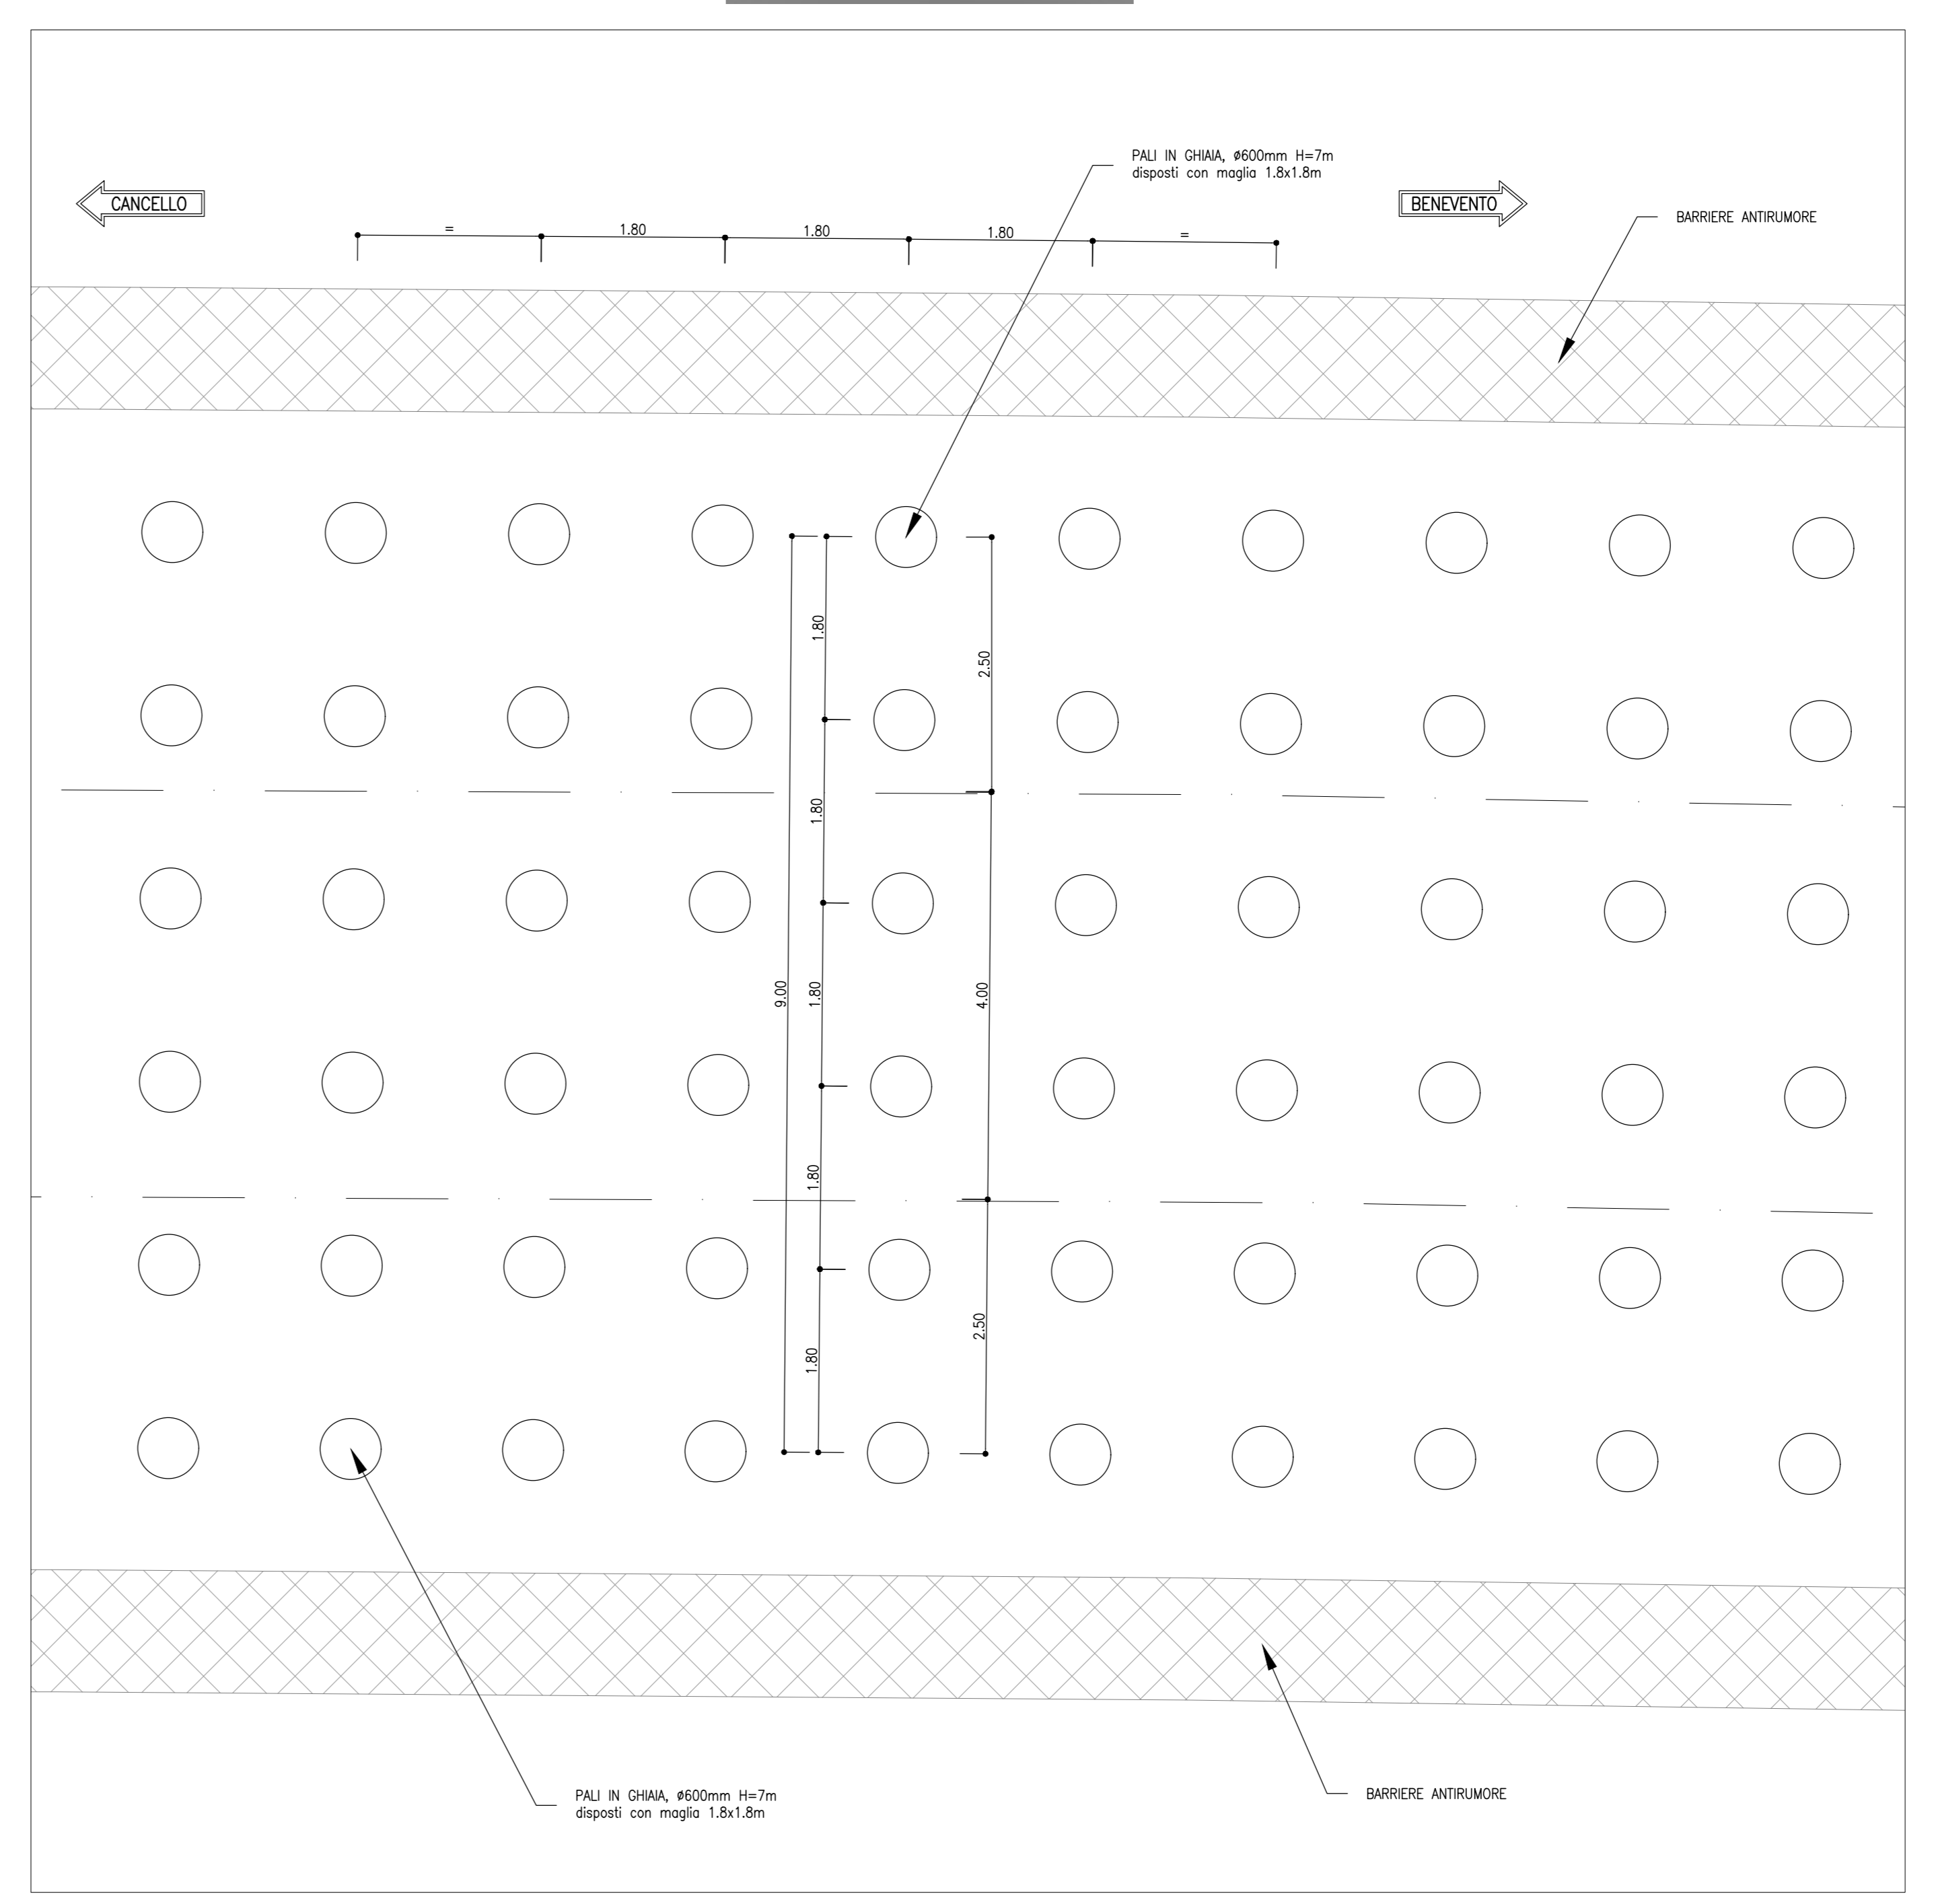 PALI IN GHIAIA, ø600mm H=7m
disposti con maglia 1.8x1.8m
CANCELLO
BENEVENTO
BARRIERE ANTIRUMORE
=
1.80
1.80
1.80
=
1.80
2.50
1.80
9.00
1.80
4.00
1.80
2.50
1.80
PALI IN GHIAIA, ø600mm H=7m
disposti con maglia 1.8x1.8m
BARRIERE ANTIRUMORE